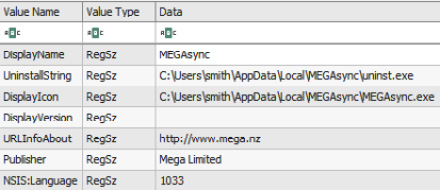 Value Name Value Type Data
DisplayName RegSz MEGAsync
UninstallString RegSz C:\Users\smith\AppData\Local\MEGAsync\uninst.exe
DisplayIcon RegSz C:\Users\smith\AppData\Local\MEGAsync\MEGAsync.exe
DisplayVersion RegSz
URLInfoAbout RegSz http://www.mega.nz
Publisher RegSz Mega Limited
NSIS:Language RegSz 1033